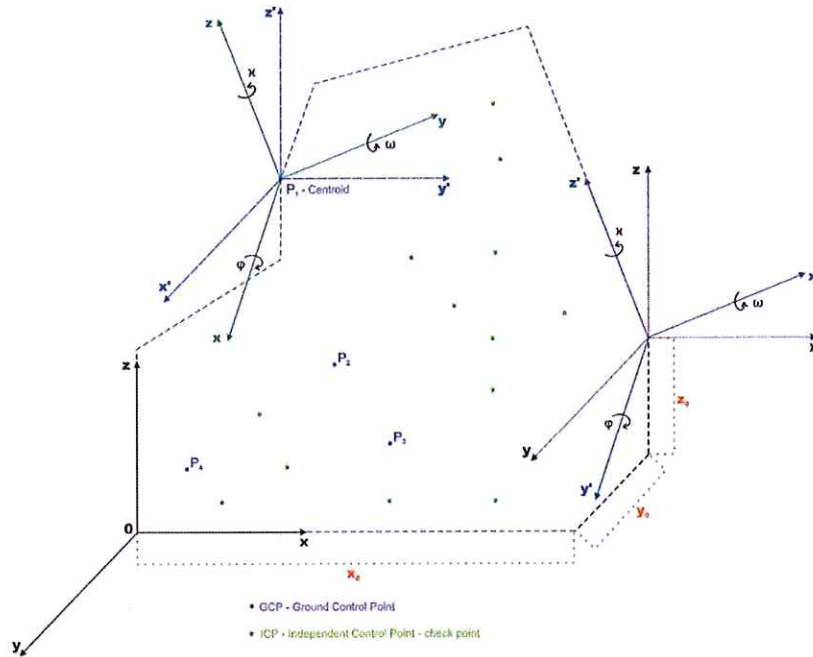 z z'
ϰ
y
ω
P₁ - Centroid y'
z' z
ϰ
φ
x'
x
x'
ω
x
z P₂
z₀
P₃
φ
P₄
y
y'
y₀
0
x
x₀
y
• GCP - Ground Control Point
• ICP - Independent Control Point - check point